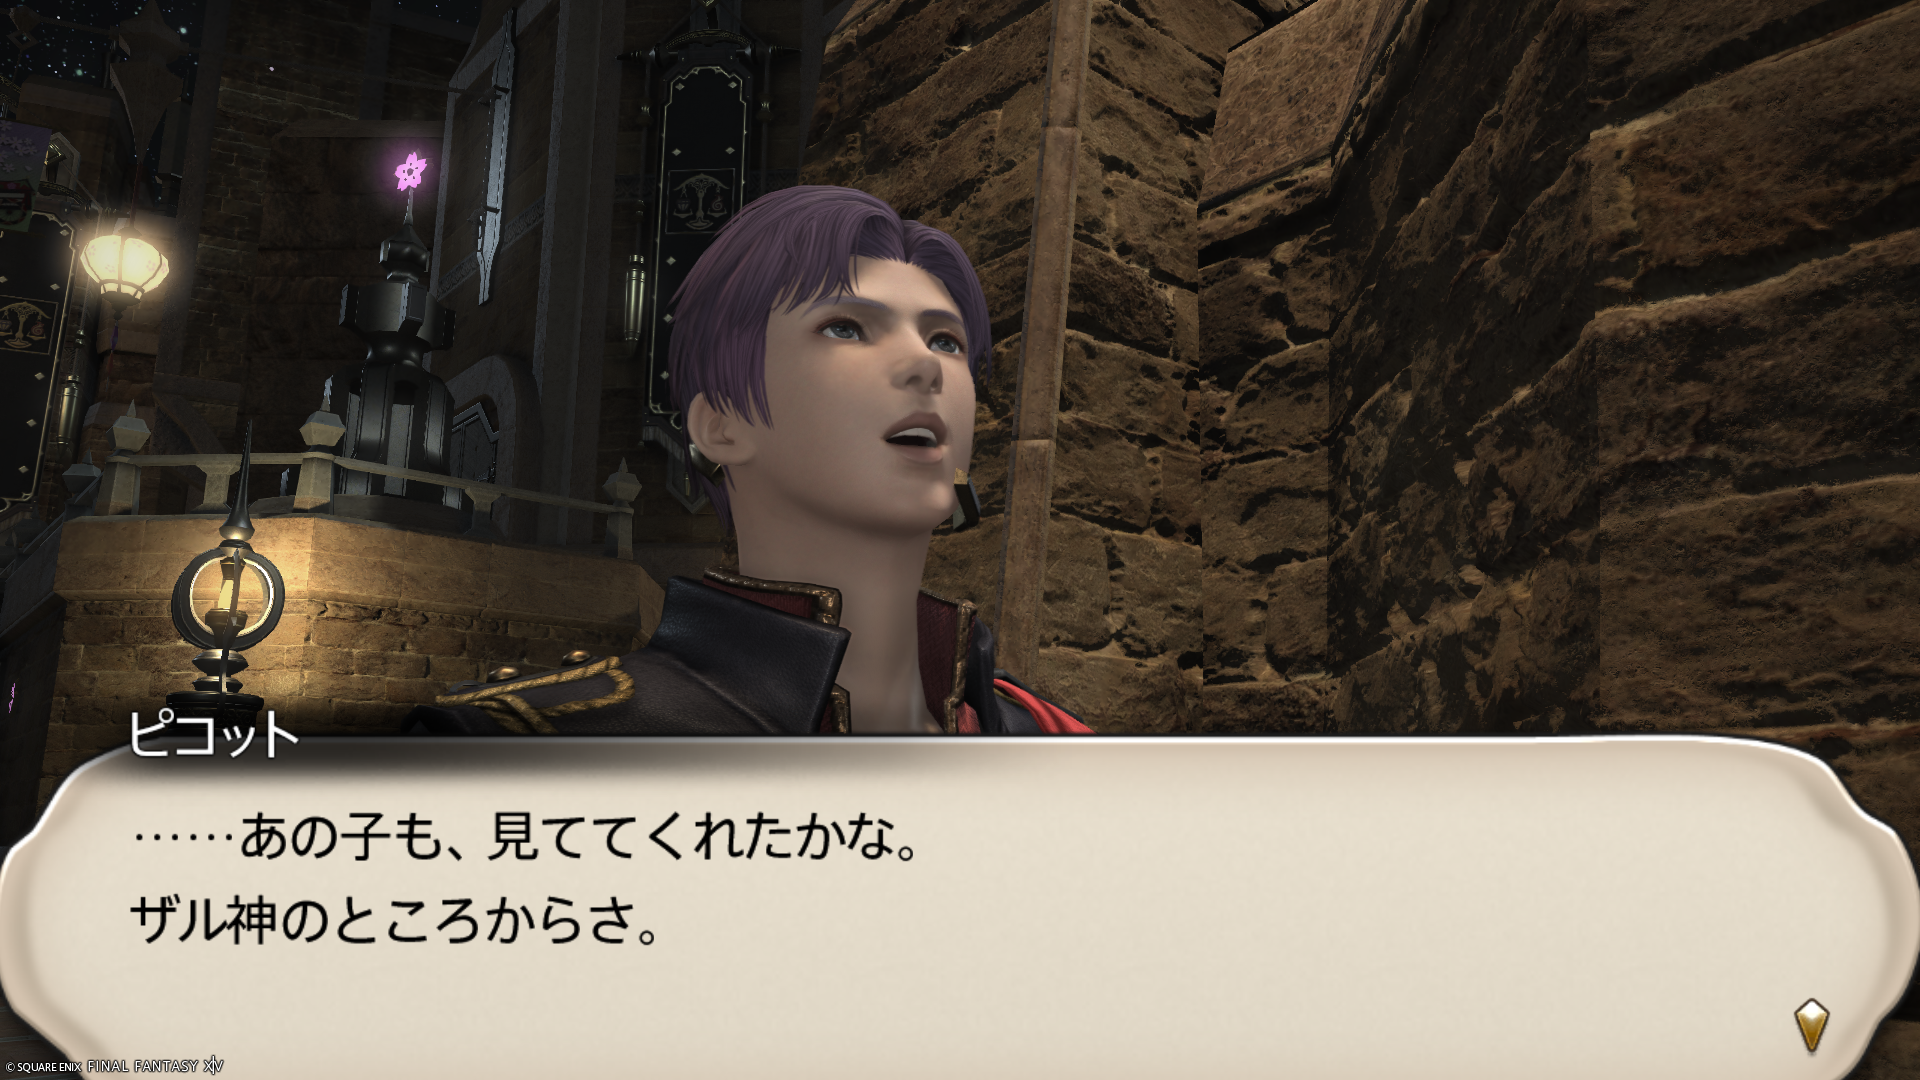 ピコット
……あの子も、見ててくれたかな。
ザル神のところからさ。
© SQUARE ENIX FINAL FANTASY XIV